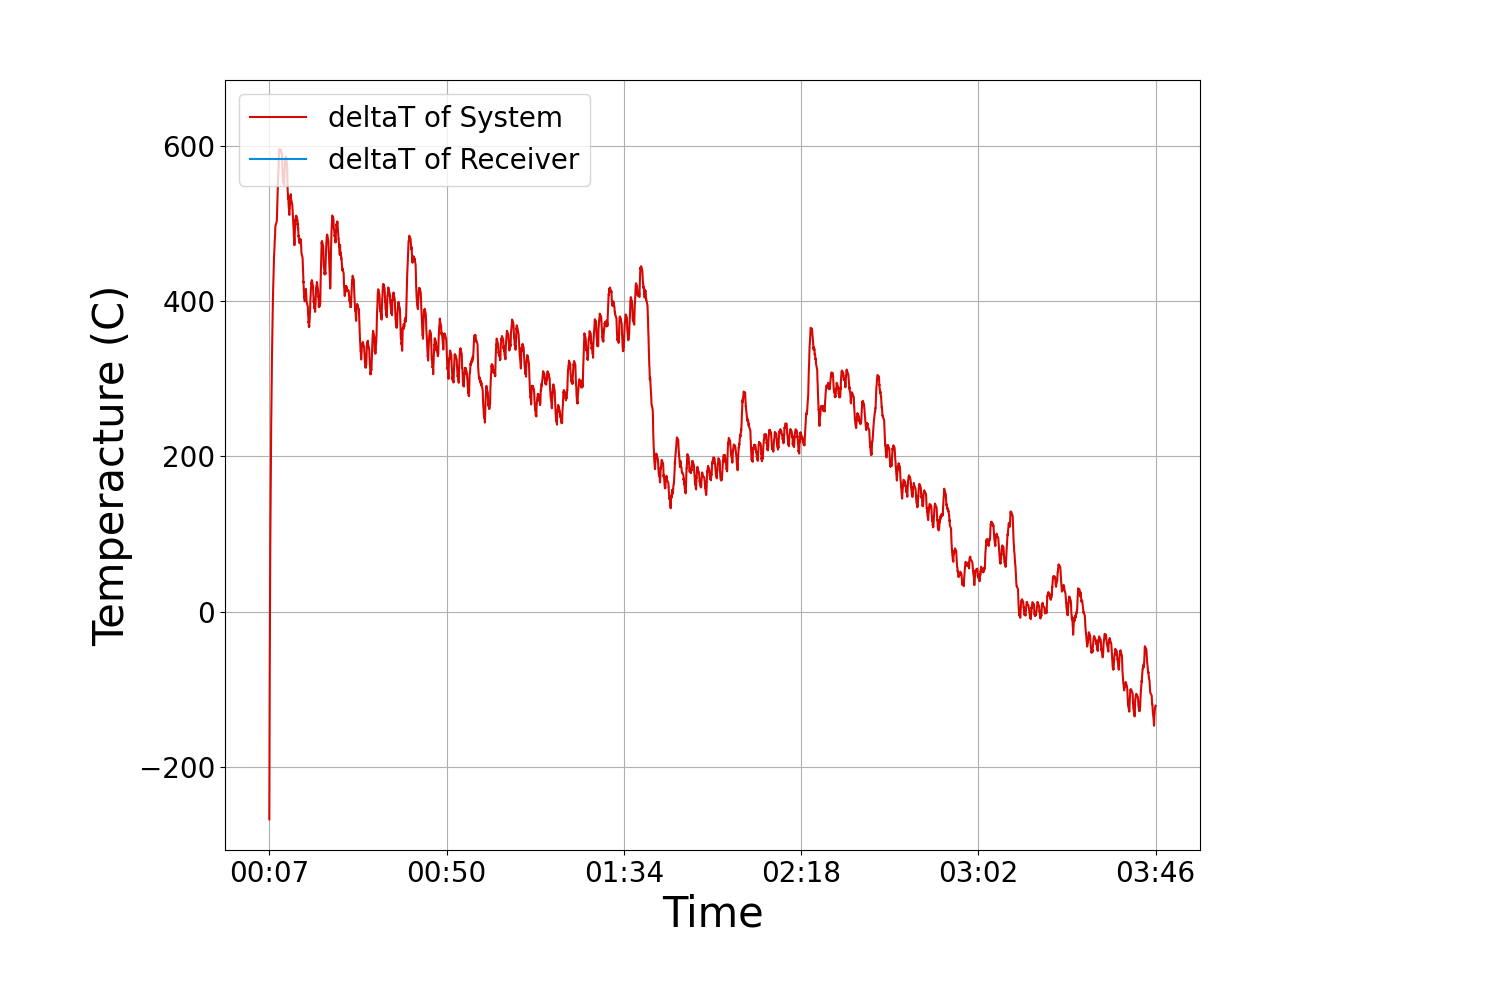 deltaT of System
deltaT of Receiver
600
400
200
0
−200
Temperacture (C)
00:07 00:50 01:34 02:18 03:02 03:46
Time